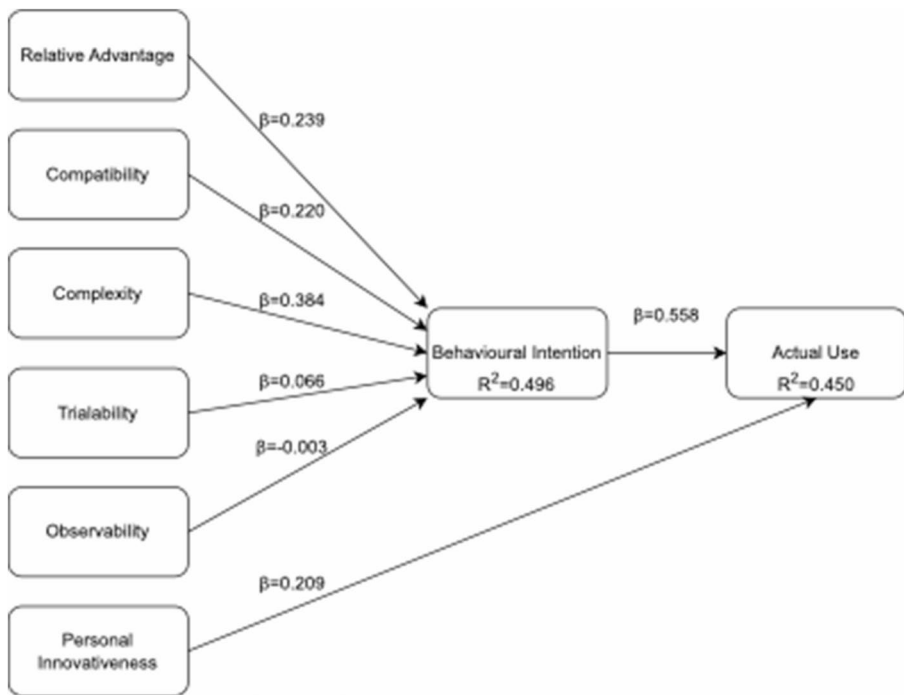 Relative Advantage
β=0.239
Compatibility
β=0.220
Complexity
β=0.384
β=0.558
Behavioural Intention
R²=0.496
Actual Use
R²=0.450
β=0.066
Trialability
β=-0.003
Observability
β=0.209
Personal
Innovativeness